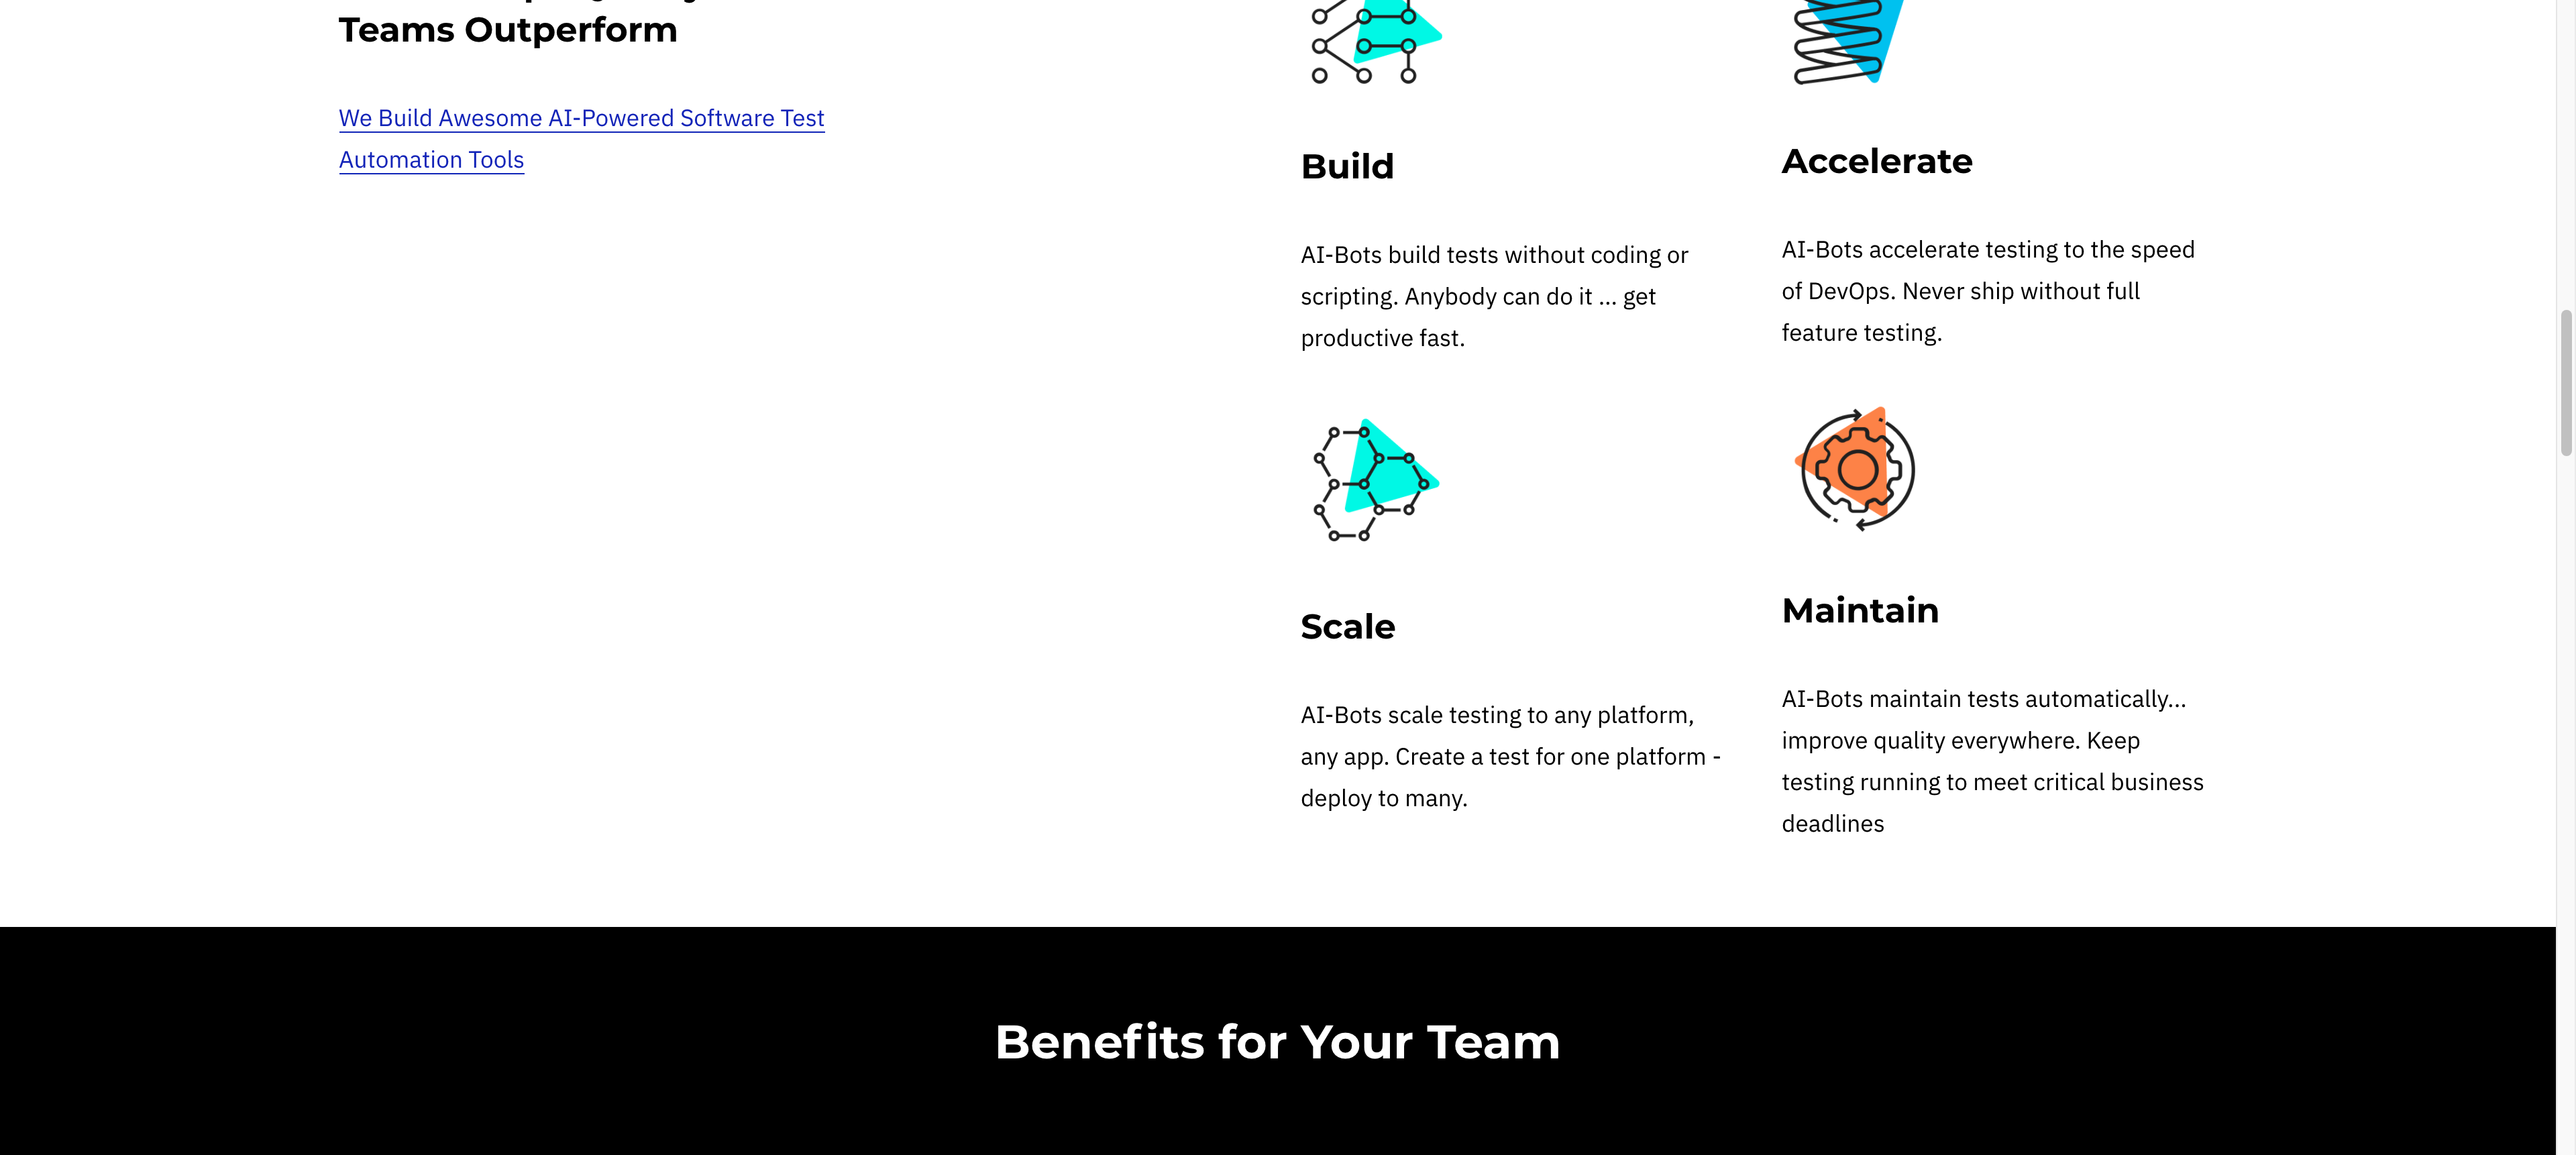 Teams Outperform
We Build Awesome AI-Powered Software Test
Automation Tools
Build
AI-Bots build tests without coding or
scripting. Anybody can do it ... get
productive fast.
Accelerate
AI-Bots accelerate testing to the speed
of DevOps. Never ship without full
feature testing.
Scale
AI-Bots scale testing to any platform,
any app. Create a test for one platform -
deploy to many.
Maintain
AI-Bots maintain tests automatically...
improve quality everywhere. Keep
testing running to meet critical business
deadlines
Benefits for Your Team